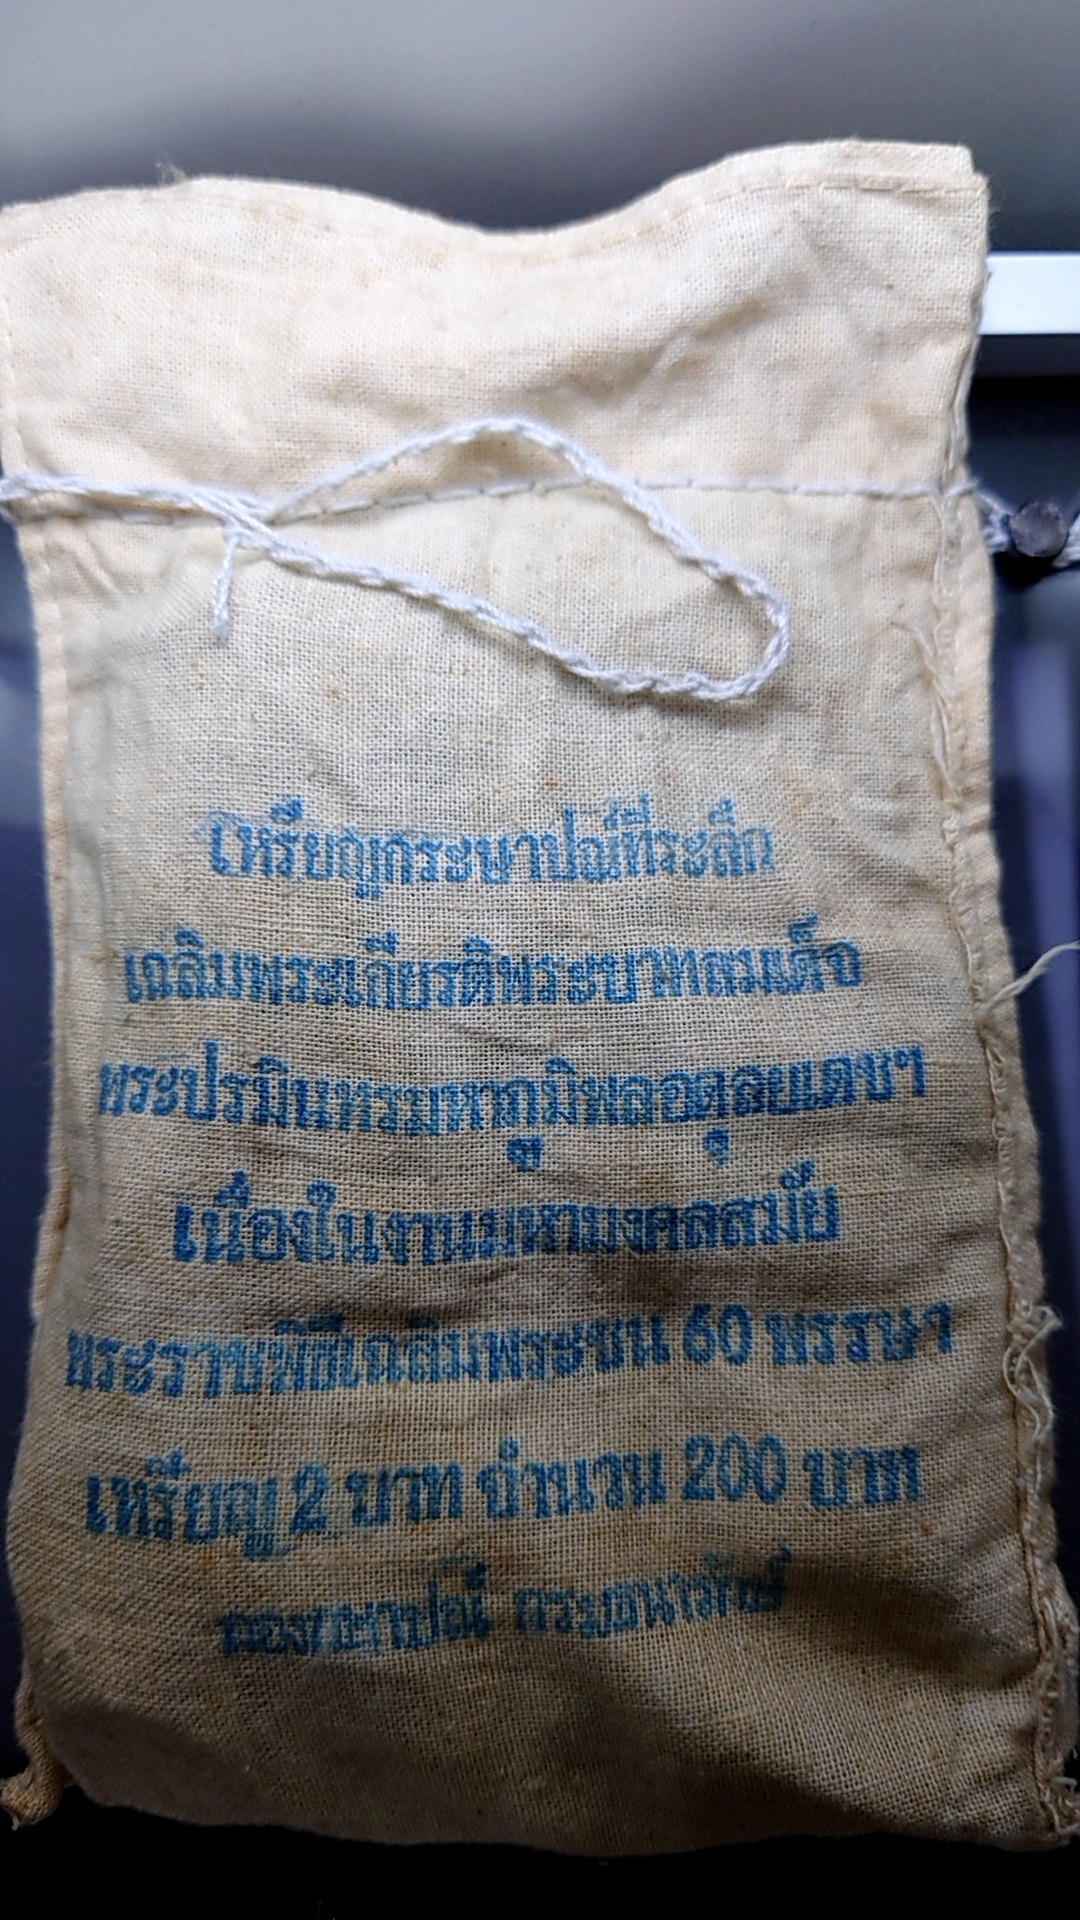 เหรียญกระษาปณ์ที่ระลึก
เฉลิมพระเกียรติพระบาทสมเด็จ
พระปรมินทรมหาภูมิพลอดุลยเดชฯ
เนื่องในงานมหามงคลสมัย
พระราชพิธีเฉลิมพระชน 60 พรรษา
เหรียญ 2 บาท จำนวน 200 บาท
กองกษาปณ์ กรมธนารักษ์